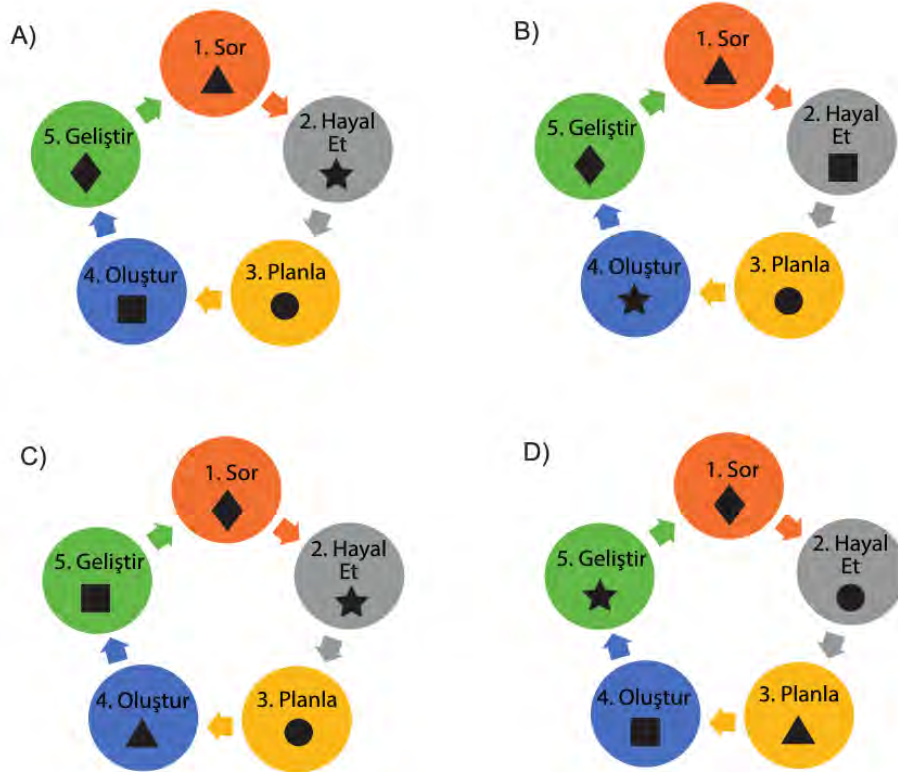 A)
1. Sor
2. Hayal
Et
3. Planla
4. Oluştur
5. Geliştir
B)
1. Sor
2. Hayal
Et
3. Planla
4. Oluştur
5. Geliştir
C)
1. Sor
2. Hayal
Et
3. Planla
4. Oluştur
5. Geliştir
D)
1. Sor
2. Hayal
Et
3. Planla
4. Oluştur
5. Geliştir